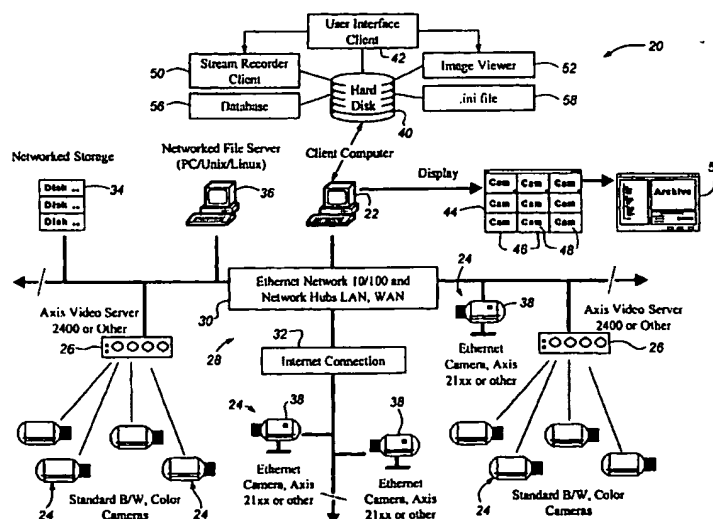 User Interface
Client
20
42
50
Stream Recorder
Client
Image Viewer
52
Hard
Disk
56
Database
.ini file
58
40
Networked Storage
Networked File Server
(PC/Unix/Linux)
Client Computer
Display
Disk ..
Disk ..
Disk ..
34
36
22
Cam Cam Cam
Cam Cam Cam
Cam Cam Cam
44
46
48
Archive
Ethernet Network 10/100 and
Network Hubs LAN, WAN
30
24
38
Axis Video Server
2400 or Other
26
28
32
Internet Connection
Ethernet
Camera, Axis
21xx or other
Axis Video Server
2400 or Other
26
24
38
38
Ethernet
Camera, Axis
21xx or other
Ethernet
Camera, Axis
21xx or other
24
24
Standard B/W, Color
Cameras
24
Standard B/W, Color
Cameras